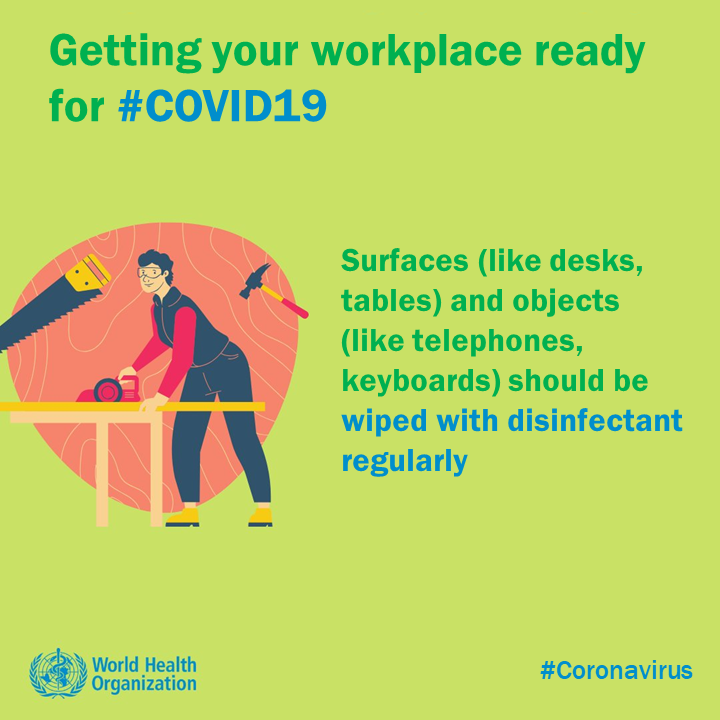 Getting your workplace ready
for #COVID19
Surfaces (like desks,
tables) and objects
(like telephones,
keyboards) should be
wiped with disinfectant
regularly
World Health
Organization
#Coronavirus